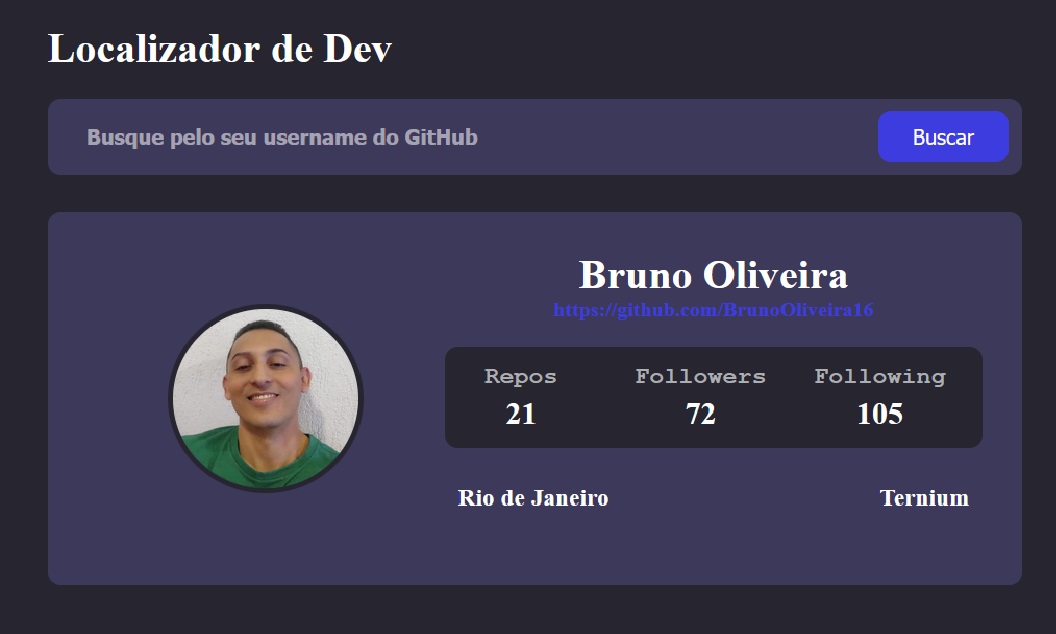 Localizador de Dev
Busque pelo seu username do GitHub
Buscar
Bruno Oliveira
https://github.com/BrunoOliveira16
Repos Followers Following
21 72 105
Rio de Janeiro Ternium